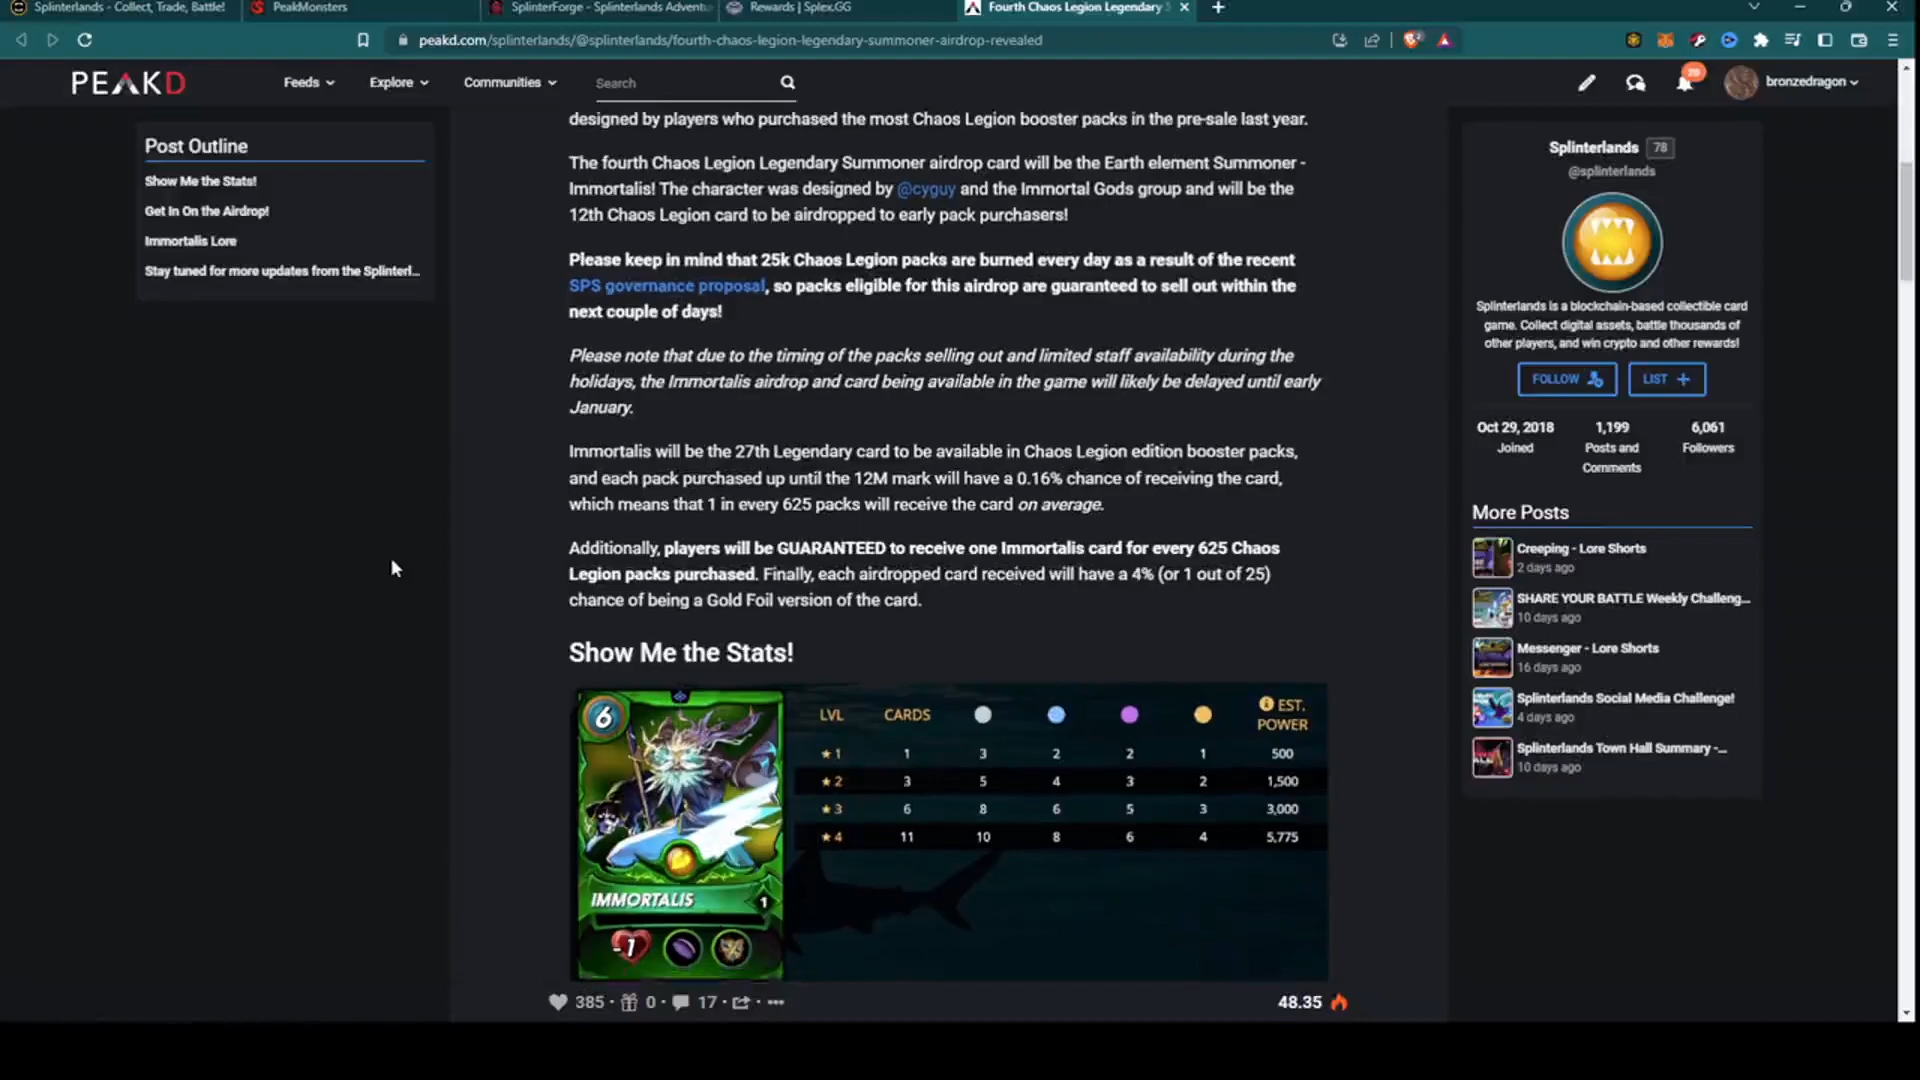 Splinterlands - Collect, Trade, Battle!
PeakMonsters
SplinterForge - Splinterlands Adventu
Rewards | Splex.GG
Fourth Chaos Legion Legendary
peakd.com/splinterlands/@splinterlands/fourth-chaos-legion-legendary-summoner-airdrop-revealed
PEAKD
Feeds
Explore
Communities
Search
bronzedragon
Post Outline
Show Me the Stats!
Get In On the Airdrop!
Immortalis Lore
Stay tuned for more updates from the Splinterl...
designed by players who purchased the most Chaos Legion booster packs in the pre-sale last year.
The fourth Chaos Legion Legendary Summoner airdrop card will be the Earth element Summoner -
Immortalis! The character was designed by @cyguy and the Immortal Gods group and will be the
12th Chaos Legion card to be airdropped to early pack purchasers!
Please keep in mind that 25k Chaos Legion packs are burned every day as a result of the recent
SPS governance proposal, so packs eligible for this airdrop are guaranteed to sell out within the
next couple of days!
Please note that due to the timing of the packs selling out and limited staff availability during the
holidays, the Immortalis airdrop and card being available in the game will likely be delayed until early
January.
Immortalis will be the 27th Legendary card to be available in Chaos Legion edition booster packs,
and each pack purchased up until the 12M mark will have a 0.16% chance of receiving the card,
which means that 1 in every 625 packs will receive the card on average.
Additionally, players will be GUARANTEED to receive one Immortalis card for every 625 Chaos
Legion packs purchased. Finally, each airdropped card received will have a 4% (or 1 out of 25)
chance of being a Gold Foil version of the card.
Show Me the Stats!
6
IMMORTALIS
1
-1
LVL CARDS EST. POWER
★ 1 1 3 2 2 1 500
★ 2 3 5 4 3 2 1,500
★ 3 6 8 6 5 3 3,000
★ 4 11 10 8 6 4 5,775
385 · 0 · 17 · · ...
48.35
Splinterlands 78
@splinterlands
Splinterlands is a blockchain-based collectible card
game. Collect digital assets, battle thousands of
other players, and win crypto and other rewards!
FOLLOW
LIST +
Oct 29, 2018 1,199 6,061
Joined Posts and Followers
Comments
More Posts
Creeping - Lore Shorts
2 days ago
SHARE YOUR BATTLE Weekly Challeng...
10 days ago
Messenger - Lore Shorts
16 days ago
Splinterlands Social Media Challenge!
4 days ago
Splinterlands Town Hall Summary -...
10 days ago